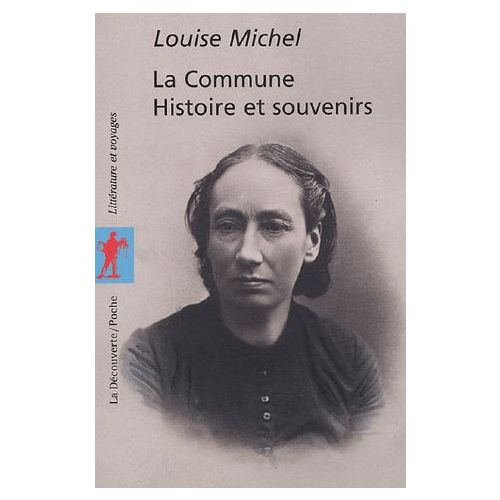 Louise Michel
La Commune
Histoire et souvenirs
Littérature et voyages
La Découverte/Poche